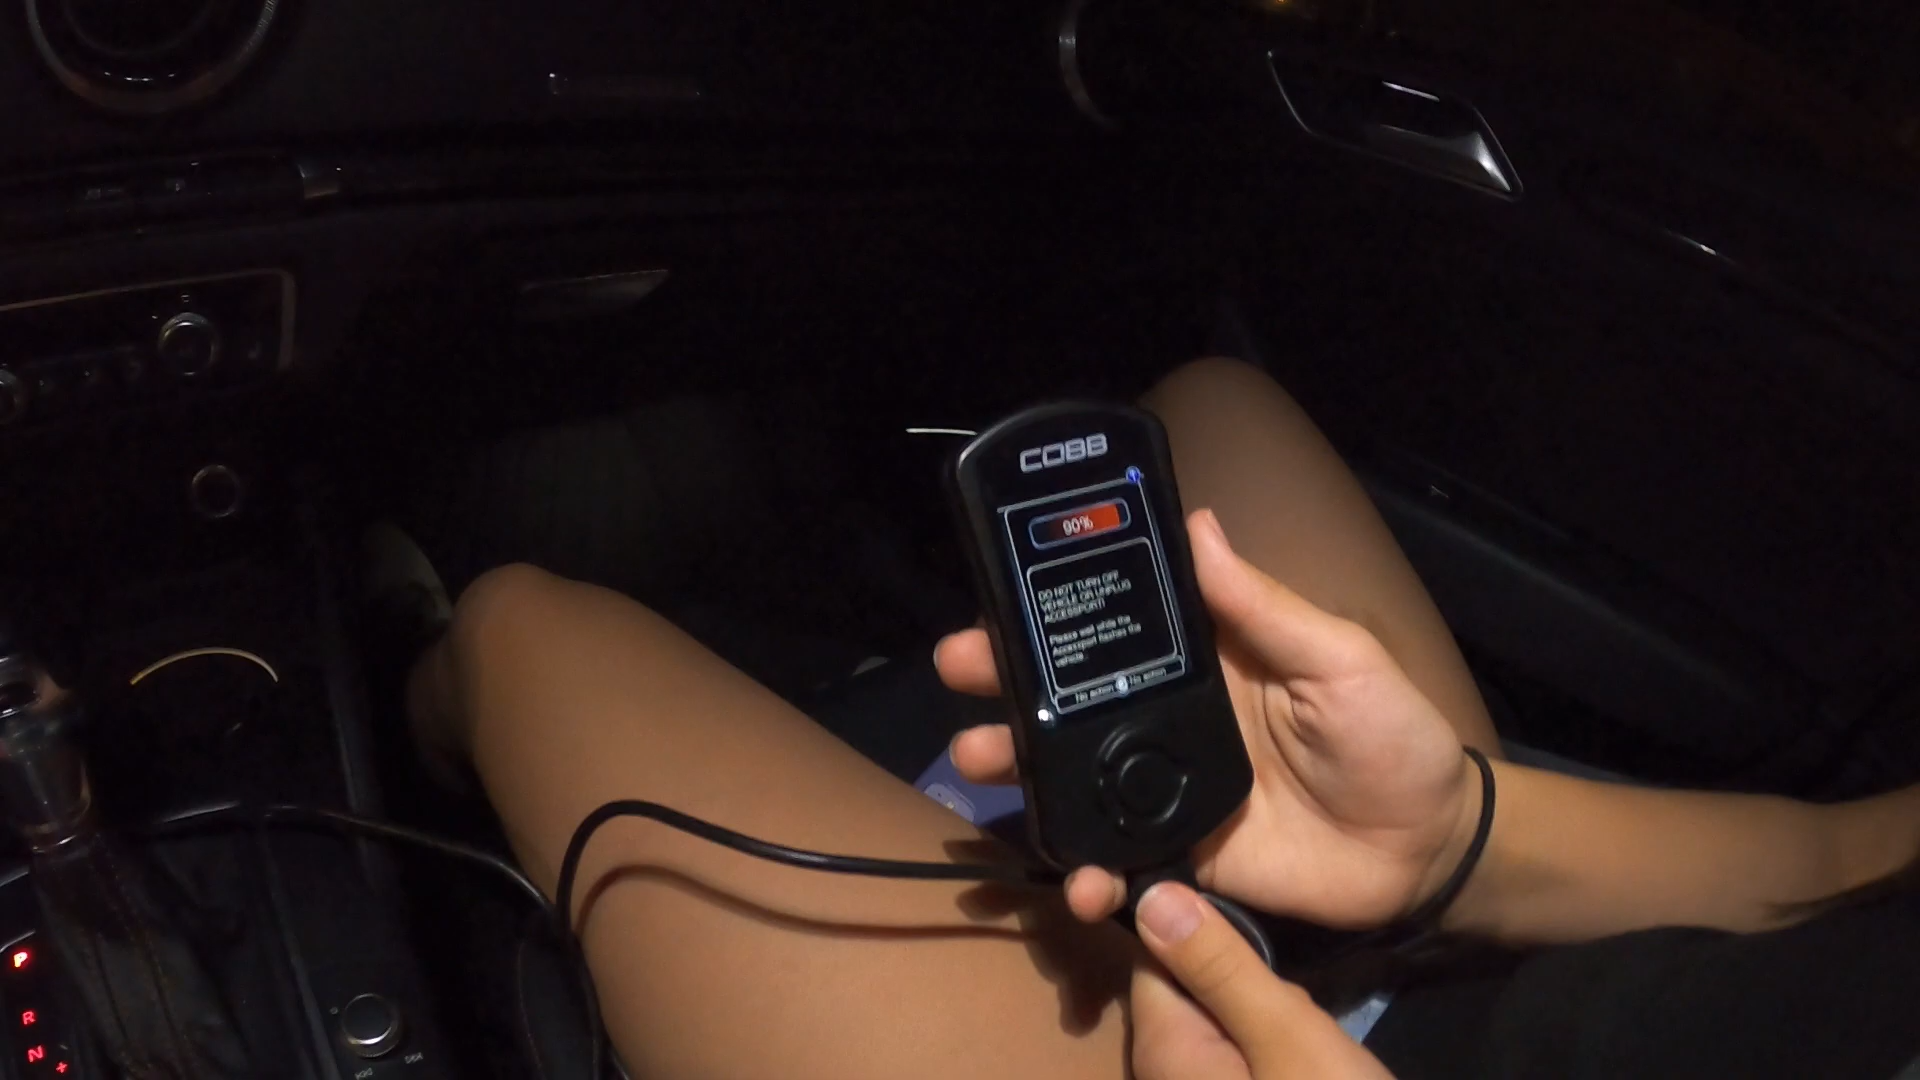 COBB
90%
DO NOT TURN OFF
VEHICLE OR UNPLUG
ACCESSPORT!
Please wait while the
Accessport flashes the
vehicle.
No action No action
P
R
N
+